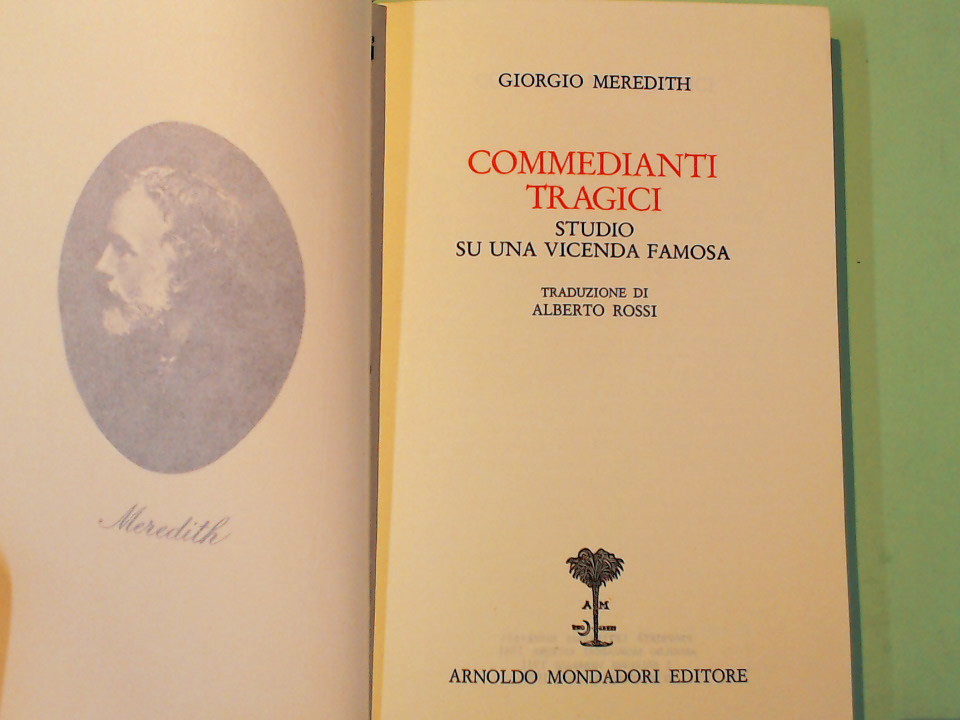 Meredith
GIORGIO MEREDITH
COMMEDIANTI
TRAGICI
STUDIO
SU UNA VICENDA FAMOSA
TRADUZIONE DI
ALBERTO ROSSI
A M
ARNOLDO MONDADORI EDITORE